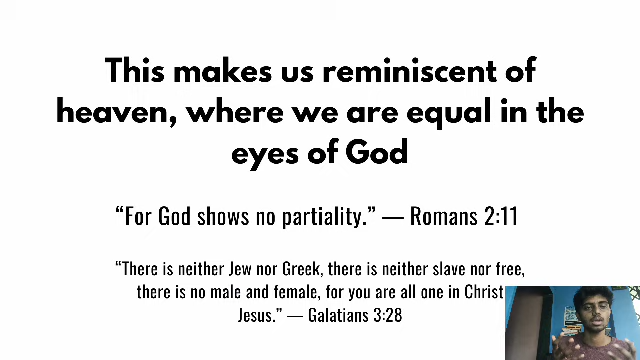 This makes us reminiscent of
heaven, where we are equal in the
eyes of God
“For God shows no partiality.” — Romans 2:11
“There is neither Jew nor Greek, there is neither slave nor free,
there is no male and female, for you are all one in Christ
Jesus.” — Galatians 3:28